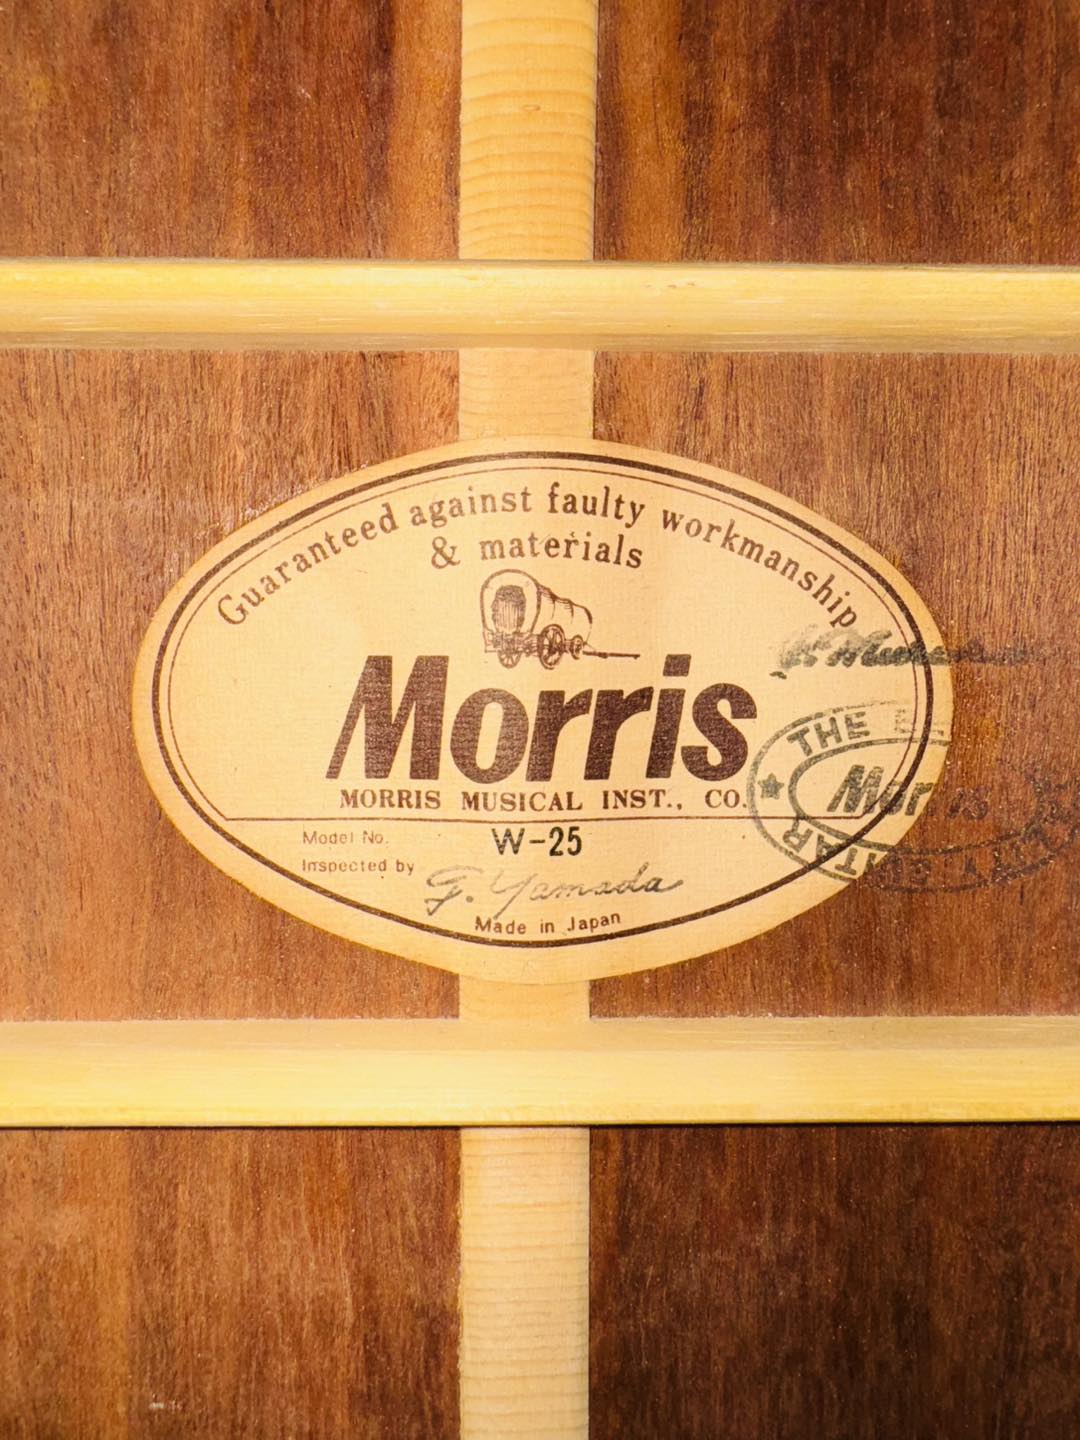 Guaranteed against faulty workmanship
& materials
Morris
MORRIS MUSICAL INST., CO.
Model No. W-25
Inspected by F. Yamada
Made in Japan
THE
Morris